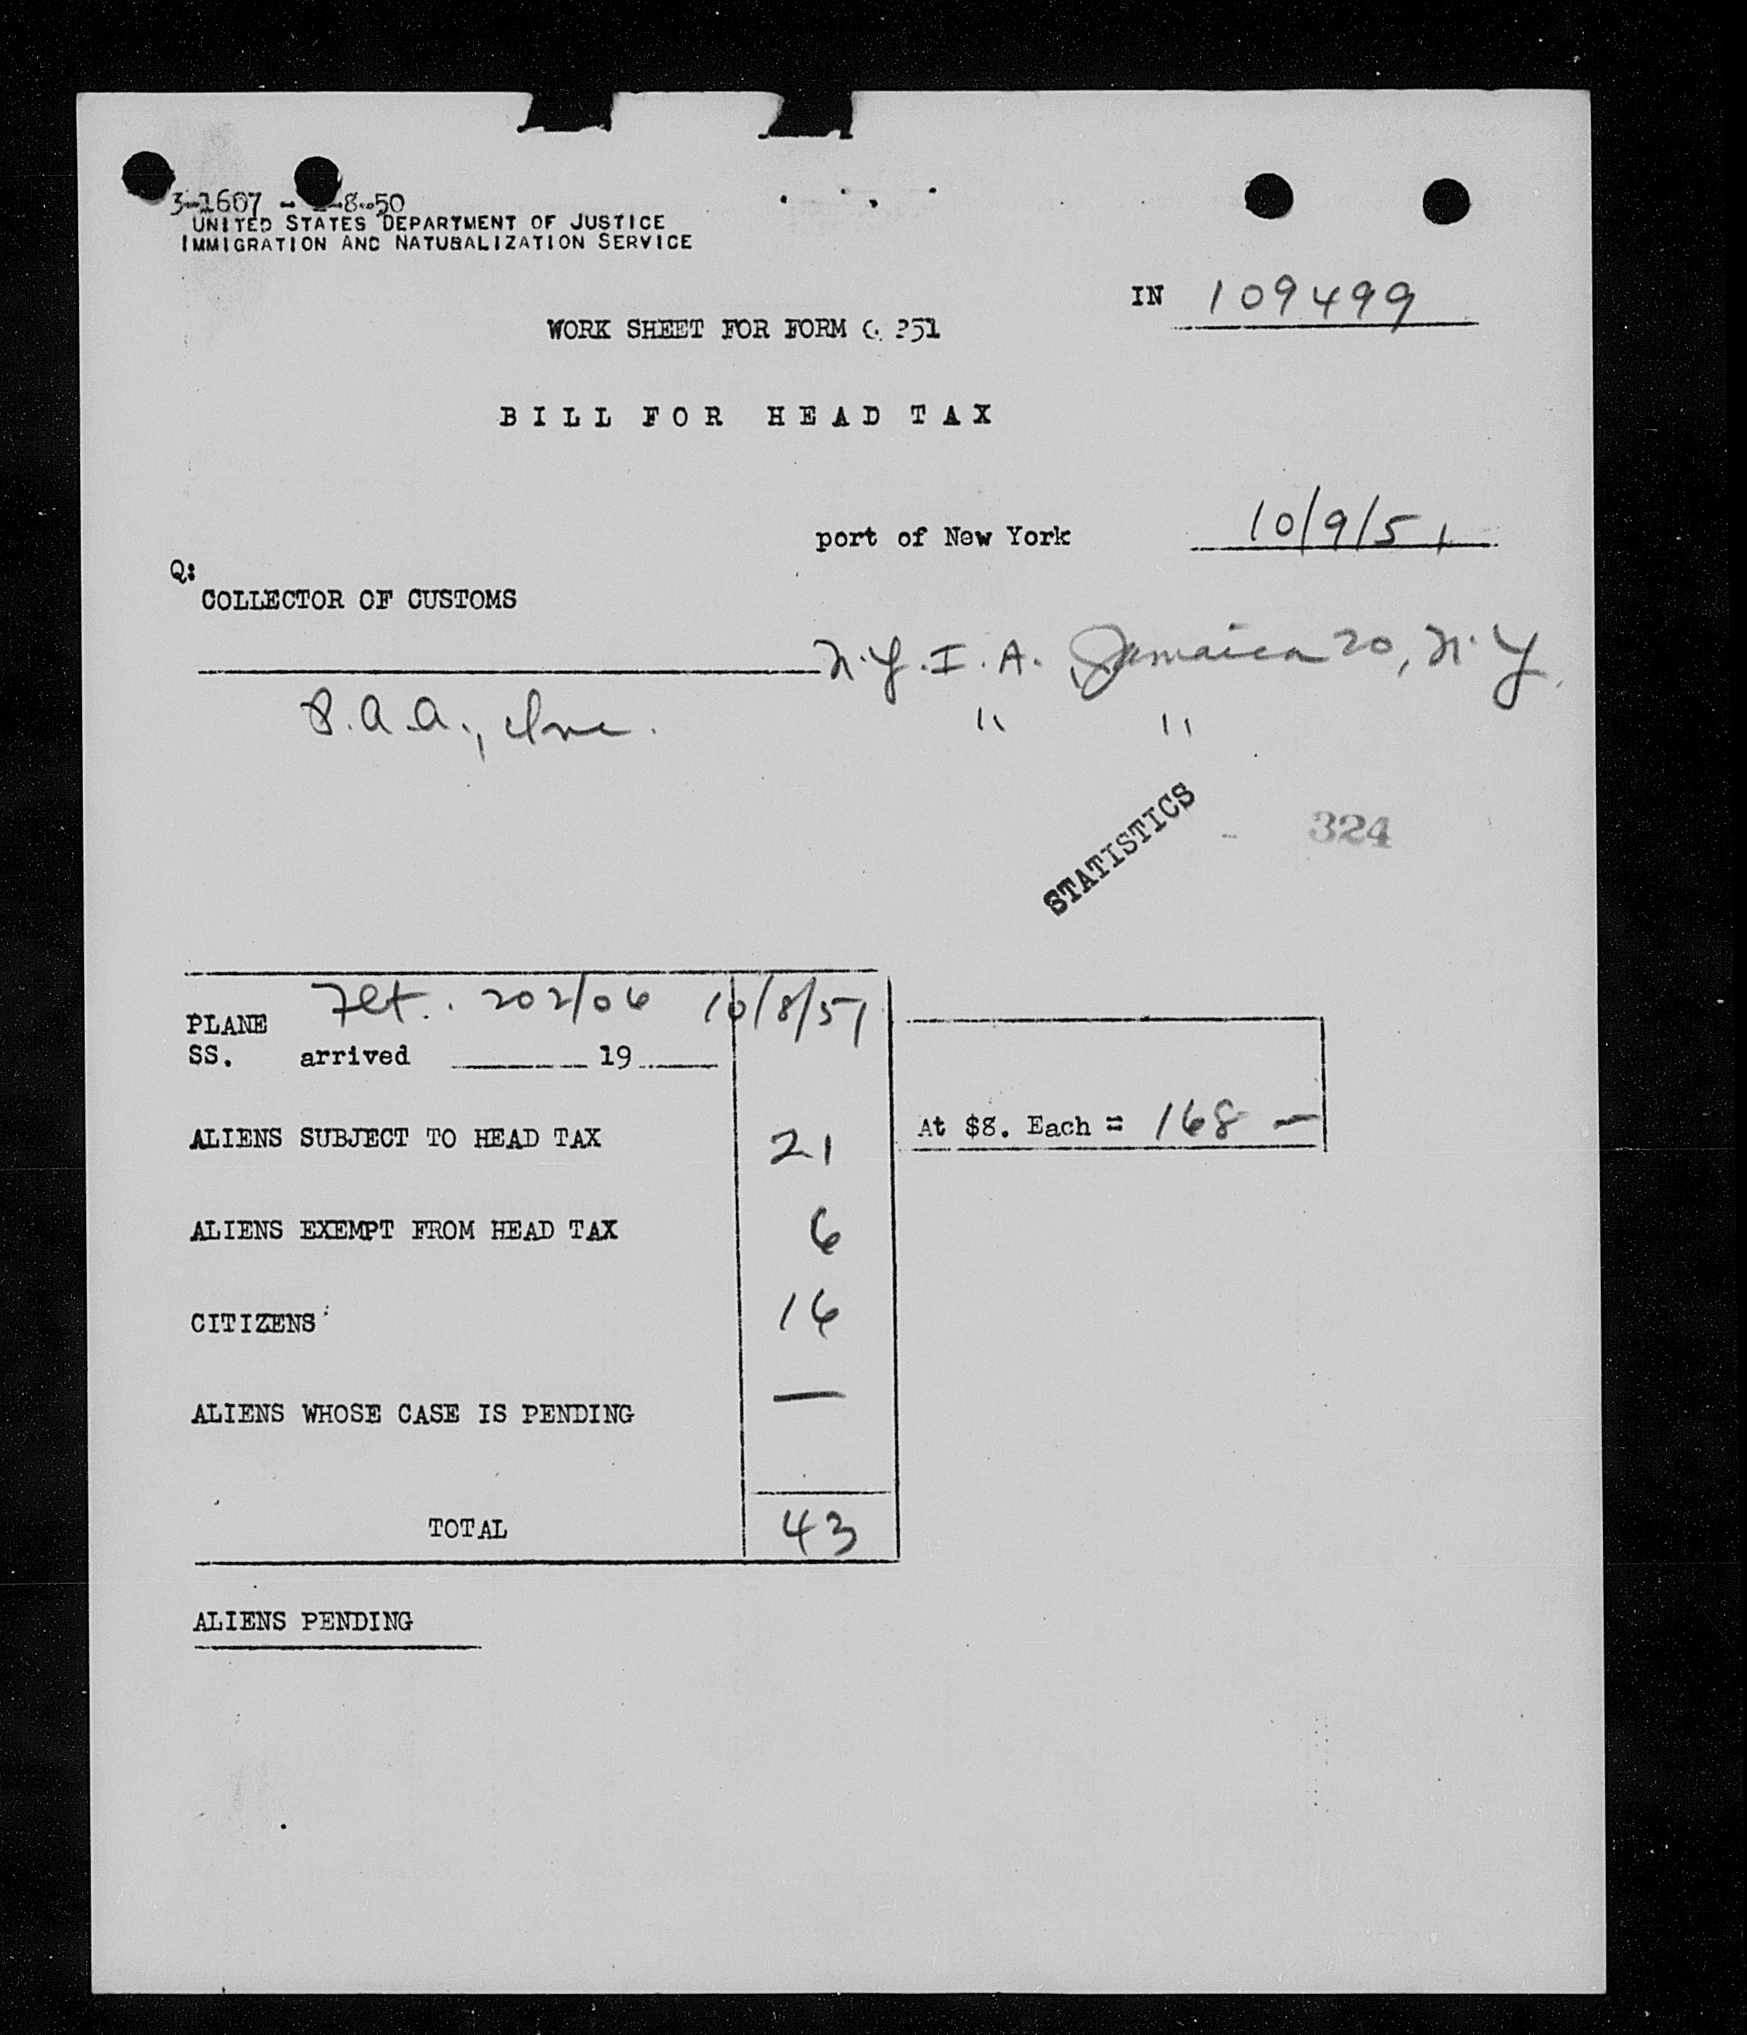 3-1607 - -8-50
UNITED STATES DEPARTMENT OF JUSTICE
IMMIGRATION AND NATURALIZATION SERVICE
IN 109499
WORK SHEET FOR FORM 251
BILL FOR HEAD TAX
port of New York 10/9/51
Q:
COLLECTOR OF CUSTOMS
N.Y.I.A. Jamaica 20, N.Y.
P.A.A., Inc. " "
STATISTICS
- 324
Flt. 202/06 10/8/51
PLANE
SS. arrived 19
At $8. Each = 168 —
ALIENS SUBJECT TO HEAD TAX 21
ALIENS EXEMPT FROM HEAD TAX 6
CITIZENS 16
ALIENS WHOSE CASE IS PENDING —
TOTAL 43
ALIENS PENDING